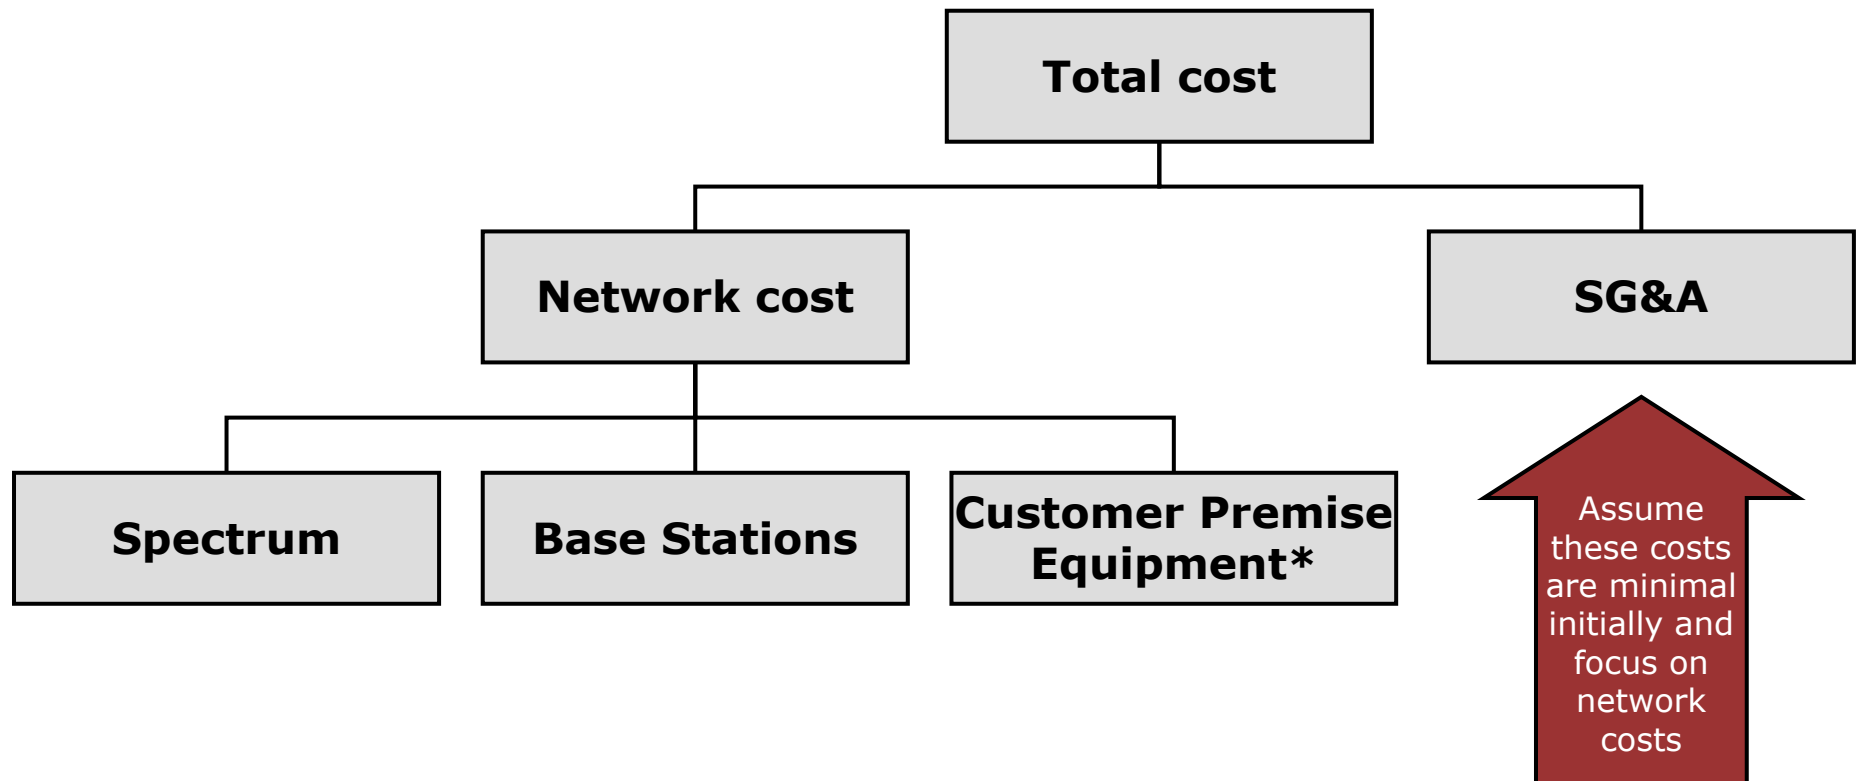 Total cost
Network cost
SG&A
Spectrum
Base Stations
Customer Premise
Equipment*
Assume
these costs
are minimal
initially and
focus on
network
costs